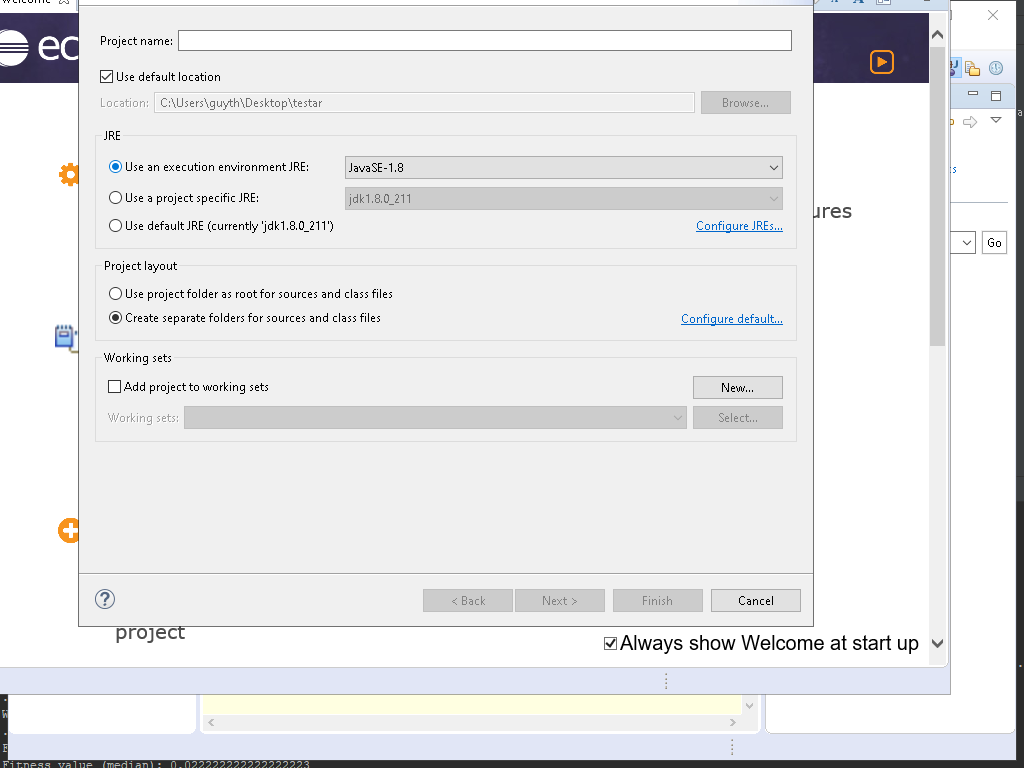 Welcome
ec
Project name:
Use default location
Location: C:\Users\guyth\Desktop\testar Browse...
JRE
Use an execution environment JRE: JavaSE-1.8
Use a project specific JRE: jdk1.8.0_211
Use default JRE (currently 'jdk1.8.0_211') Configure JREs...
ures
Go
Project layout
Use project folder as root for sources and class files
Create separate folders for sources and class files Configure default...
Working sets
Add project to working sets New...
Working sets: Select...
? < Back Next > Finish Cancel
project
Always show Welcome at start up
Fitness value (median): 0.022222222222222223